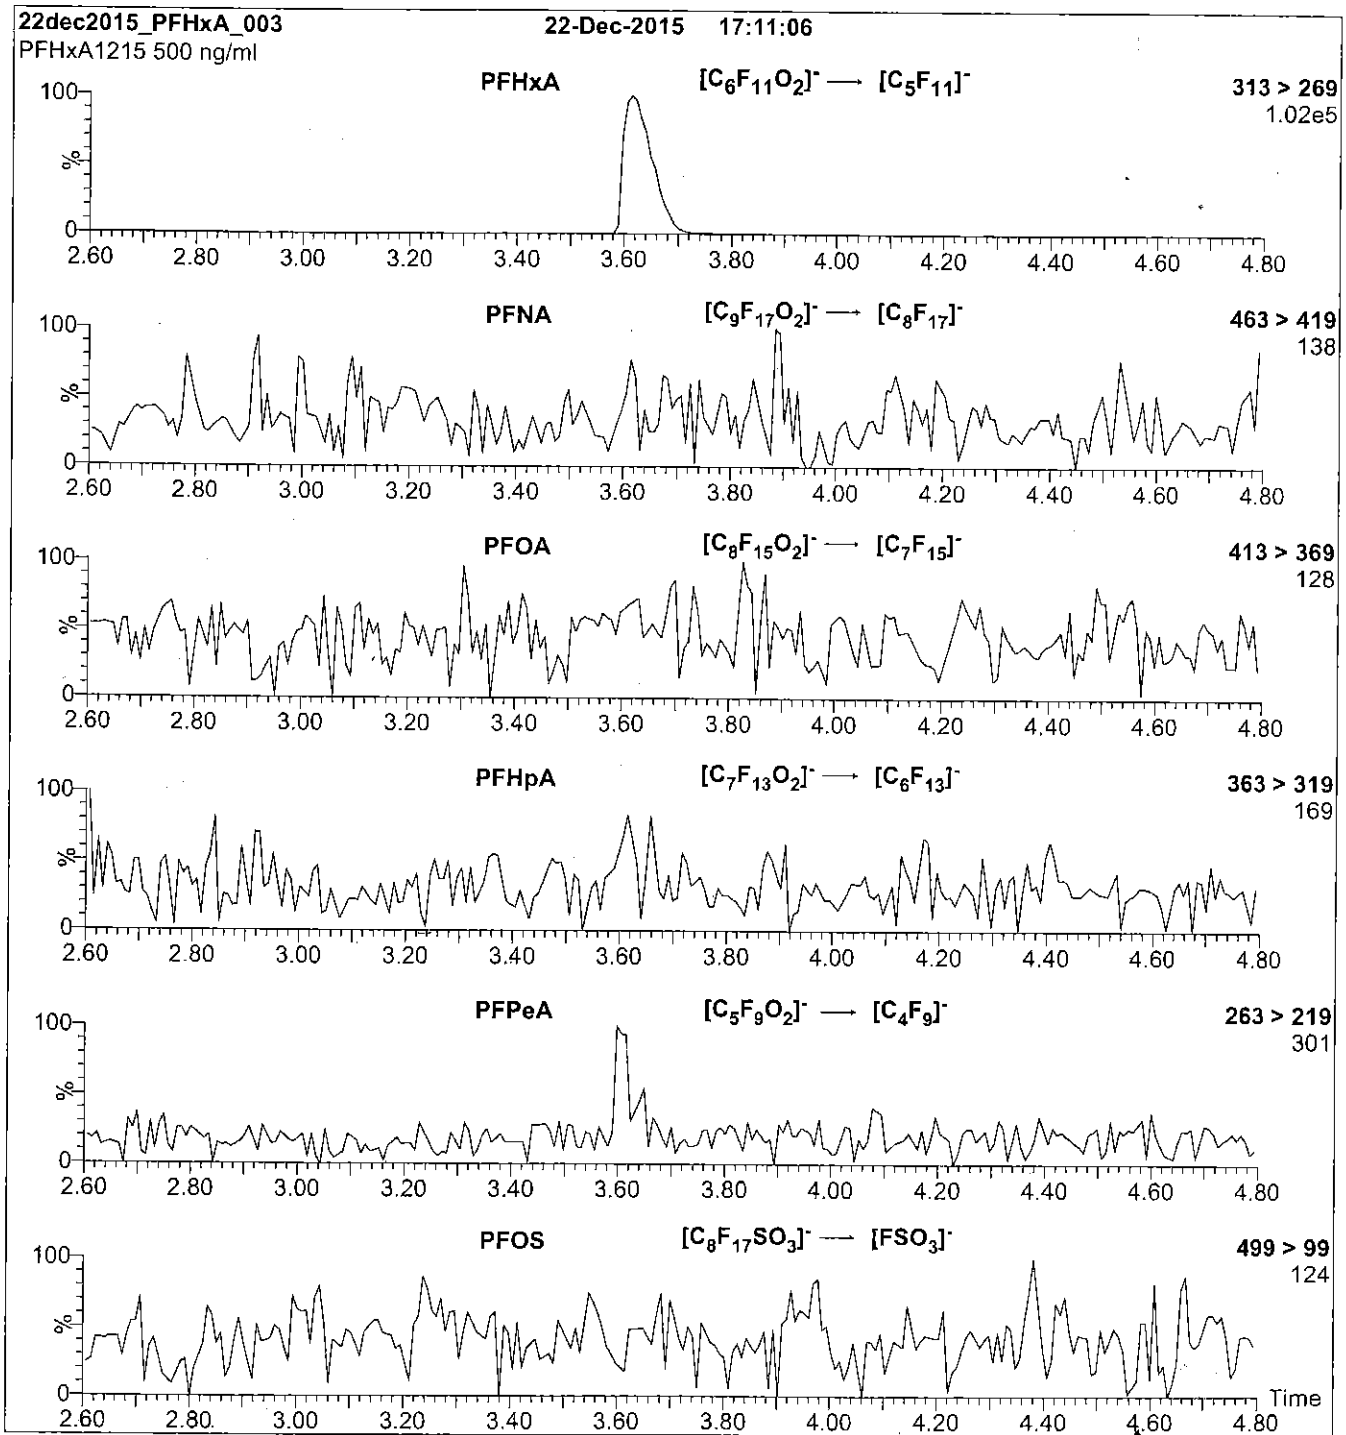 22dec2015_PFHxA_003 22-Dec-2015 17:11:06
PFHxA1215 500 ng/ml
PFHxA [C₆F₁₁O₂]⁻ → [C₅F₁₁]⁻ 313 > 269
1.02e5
100
%
0
2.60 2.80 3.00 3.20 3.40 3.60 3.80 4.00 4.20 4.40 4.60 4.80
PFNA [C₉F₁₇O₂]⁻ → [C₈F₁₇]⁻ 463 > 419
138
100
%
0
2.60 2.80 3.00 3.20 3.40 3.60 3.80 4.00 4.20 4.40 4.60 4.80
PFOA [C₈F₁₅O₂]⁻ → [C₇F₁₅]⁻ 413 > 369
128
100
%
0
2.60 2.80 3.00 3.20 3.40 3.60 3.80 4.00 4.20 4.40 4.60 4.80
PFHpA [C₇F₁₃O₂]⁻ → [C₆F₁₃]⁻ 363 > 319
169
100
%
0
2.60 2.80 3.00 3.20 3.40 3.60 3.80 4.00 4.20 4.40 4.60 4.80
PFPeA [C₅F₉O₂]⁻ → [C₄F₉]⁻ 263 > 219
301
100
%
0
2.60 2.80 3.00 3.20 3.40 3.60 3.80 4.00 4.20 4.40 4.60 4.80
PFOS [C₈F₁₇SO₃]⁻ → [FSO₃]⁻ 499 > 99
124
100
%
0
Time
2.60 2.80 3.00 3.20 3.40 3.60 3.80 4.00 4.20 4.40 4.60 4.80